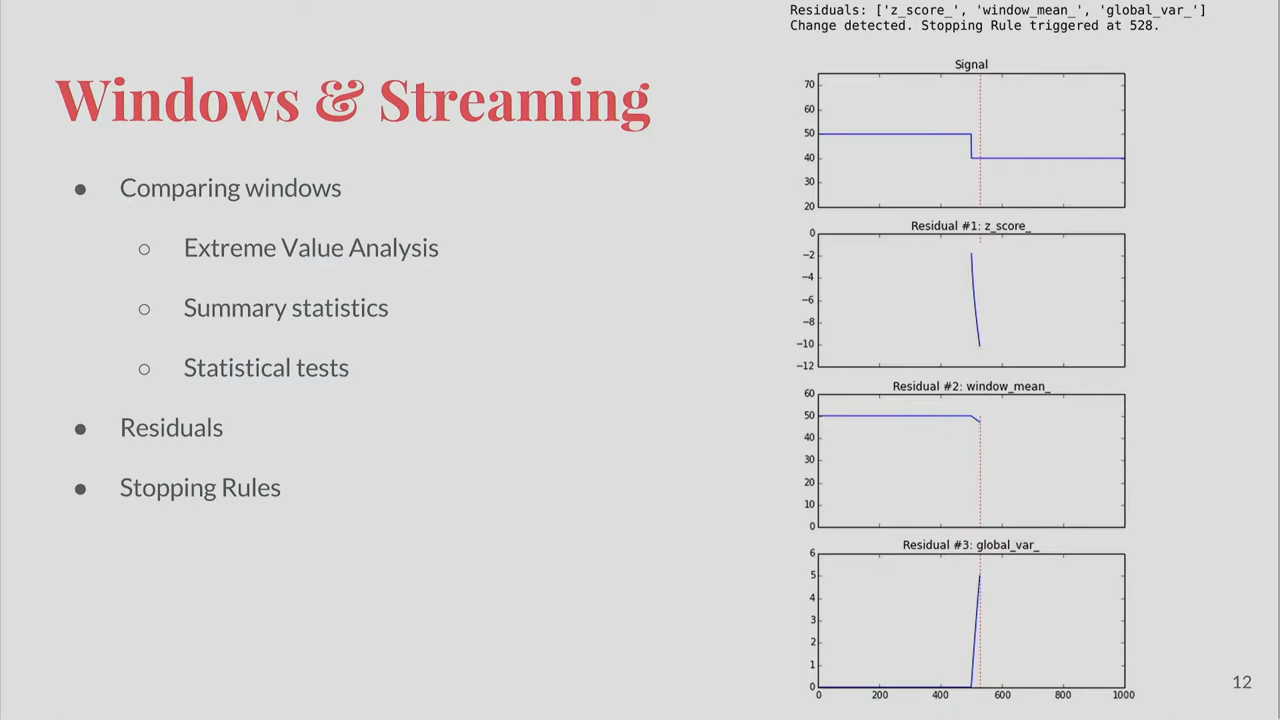 Residuals: ['z_score_', 'window_mean_', 'global_var_']
Change detected. Stopping Rule triggered at 528.
Windows & Streaming
● Comparing windows
○ Extreme Value Analysis
○ Summary statistics
○ Statistical tests
● Residuals
● Stopping Rules
Signal
70
60
50
40
30
20
Residual #1: z_score_
0
−2
−4
−6
−8
−10
−12
Residual #2: window_mean_
60
50
40
30
20
10
0
Residual #3: global_var_
6
5
4
3
2
1
0
0 200 400 600 800 1000
12